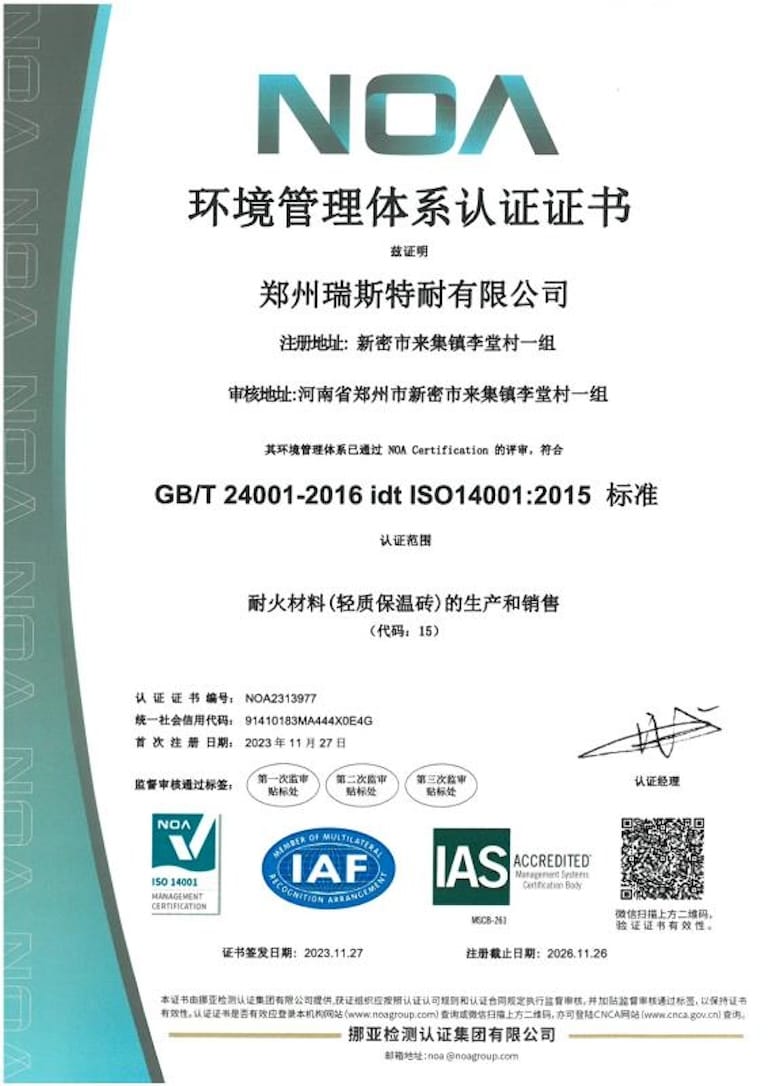 NOA
环境管理体系认证证书
兹证明
郑州瑞斯特耐有限公司
注册地址: 新密市来集镇李堂村一组
审核地址:河南省郑州市新密市来集镇李堂村一组
其环境管理体系已通过 NOA Certification 的评审, 符合
GB/T 24001-2016 idt ISO14001:2015 标准
认证范围
耐火材料(轻质保温砖)的生产和销售
(代码: 15)
认证证书编号: NOA2313977
统一社会信用代码: 91410183MA444X0E4G
首次注册日期: 2023年11月27日
监督审核通过标签:
第一次监审
贴标处
第二次监审
贴标处
第三次监审
贴标处
认证经理
NOA
ISO 14001
MANAGEMENT
CERTIFICATION
MEMBER OF MULTILATERAL
IAF
RECOGNITION ARRANGEMENT
IAS
ACCREDITED
Management Systems
Certification Body
MSCB-261
微信扫描上方二维码,
验证证书有效性。
证书签发日期: 2023.11.27
注册截止日期: 2026.11.26
本证书由挪亚检测认证集团有限公司提供,获证组织应按照认证认可规则和认证合同规定执行监督审核,并加贴监督审核通过标签,以保持证书
有效性。认证证书是否有效应登录本机构网站(www.noagroup.com)查询或微信扫描上方二维码,亦可登陆CNCA网站(www.cnca.gov.cn)查询。
挪亚检测认证集团有限公司
邮箱地址:noa@noagroup.com